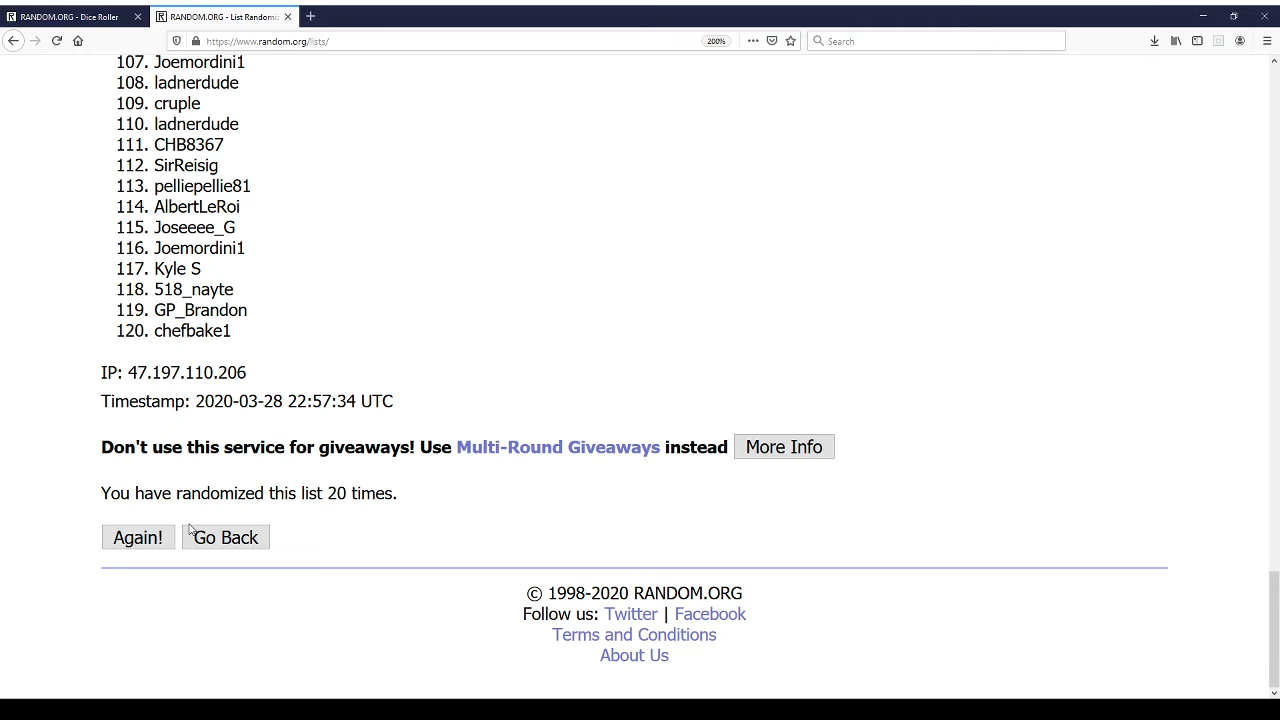 RANDOM.ORG - Dice Roller
RANDOM.ORG - List Randomi
https://www.random.org/lists/
200%
Search
107. Joemordini1
108. ladnerdude
109. cruple
110. ladnerdude
111. CHB8367
112. SirReisig
113. pelliepellie81
114. AlbertLeRoi
115. Joseeee_G
116. Joemordini1
117. Kyle S
118. 518_nayte
119. GP_Brandon
120. chefbake1
IP: 47.197.110.206
Timestamp: 2020-03-28 22:57:34 UTC
Don't use this service for giveaways! Use Multi-Round Giveaways instead More Info
You have randomized this list 20 times.
Again! Go Back
© 1998-2020 RANDOM.ORG
Follow us: Twitter | Facebook
Terms and Conditions
About Us